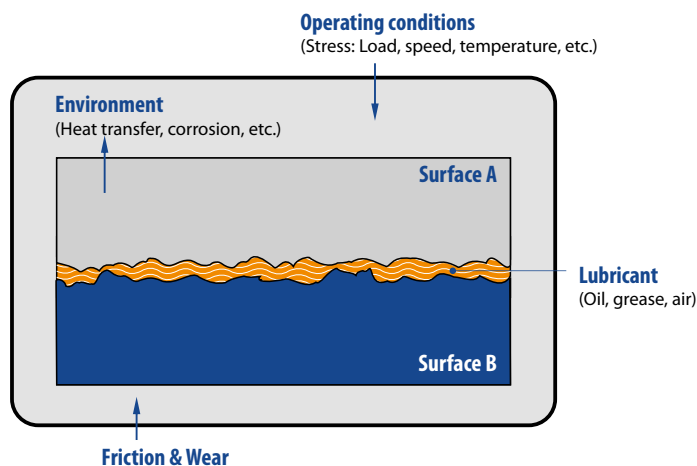 Operating conditions
(Stress: Load, speed, temperature, etc.)
Environment
(Heat transfer, corrosion, etc.)
Surface A
Lubricant
(Oil, grease, air)
Surface B
Friction & Wear